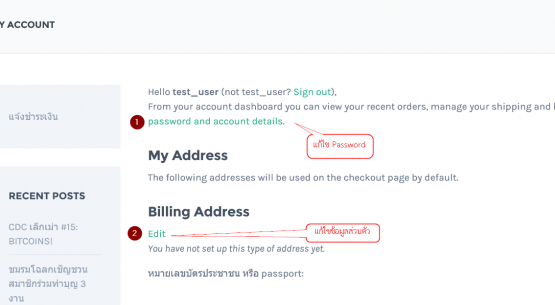 Y ACCOUNT
Hello test_user (not test_user? Sign out).
From your account dashboard you can view your recent orders, manage your shipping and
แจ้งชำระเงิน
1 password and account details.
แก้ไข Password
My Address
The following addresses will be used on the checkout page by default.
RECENT POSTS
Billing Address
CDC เลิกเม่า #15:
BITCOINS!
2 Edit
แก้ไขข้อมูลส่วนตัว
You have not set up this type of address yet.
ชมรมโฉลกเชิญชวน
สมาชิกร่วมทำบุญ 3
งาน
หมายเลขบัตรประชาชน หรือ passport: